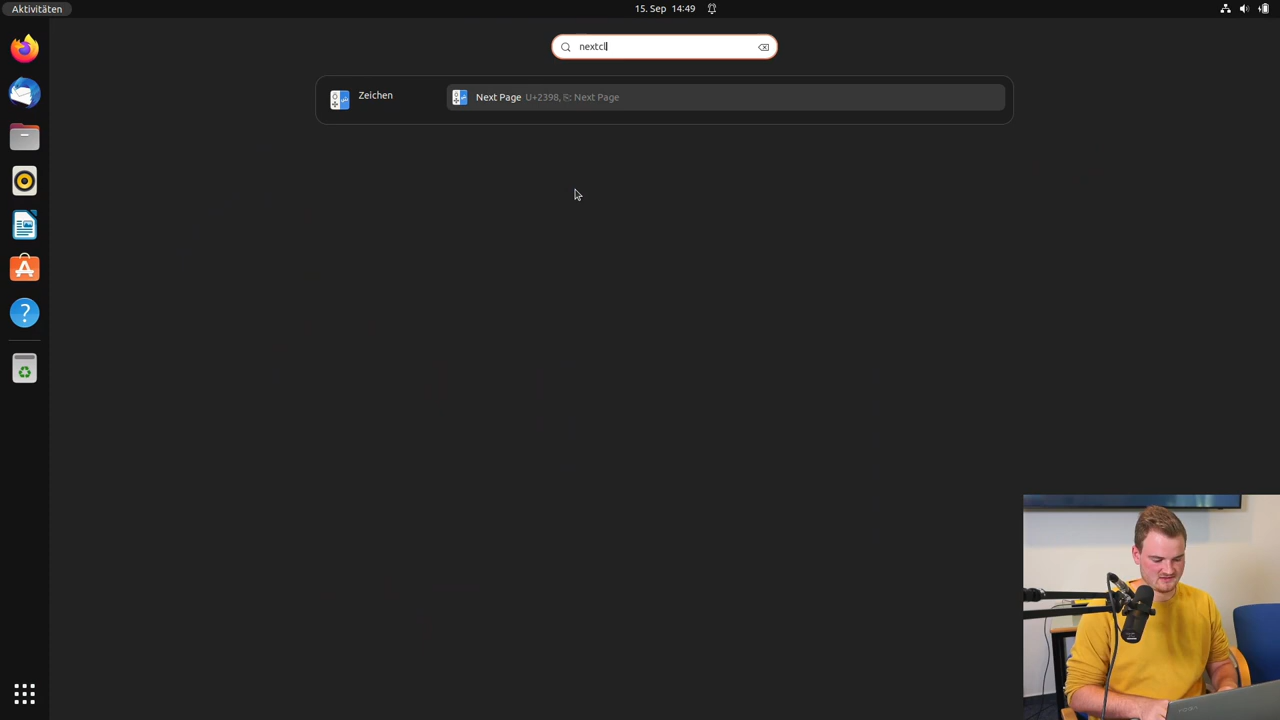 Aktivitäten
15. Sep 14:49
nextcl
Zeichen
Next Page U+2398, ⎘: Next Page